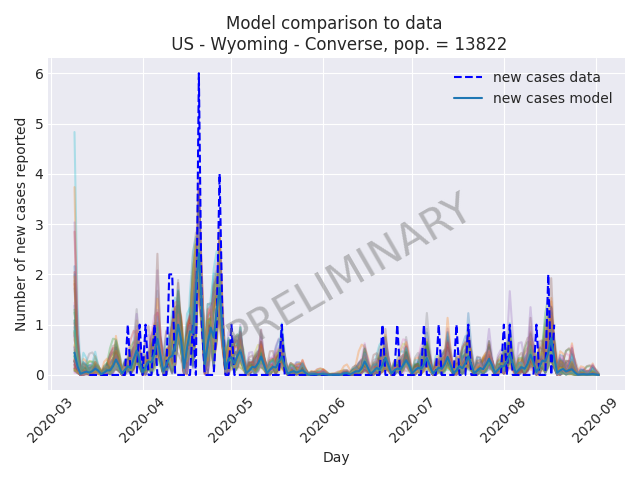 Model comparison to data
US - Wyoming - Converse, pop. = 13822
Number of new cases reported
6
5
4
3
2
1
0
new cases data
new cases model
PRELIMINARY
2020-03
2020-04
2020-05
2020-06
2020-07
2020-08
2020-09
Day